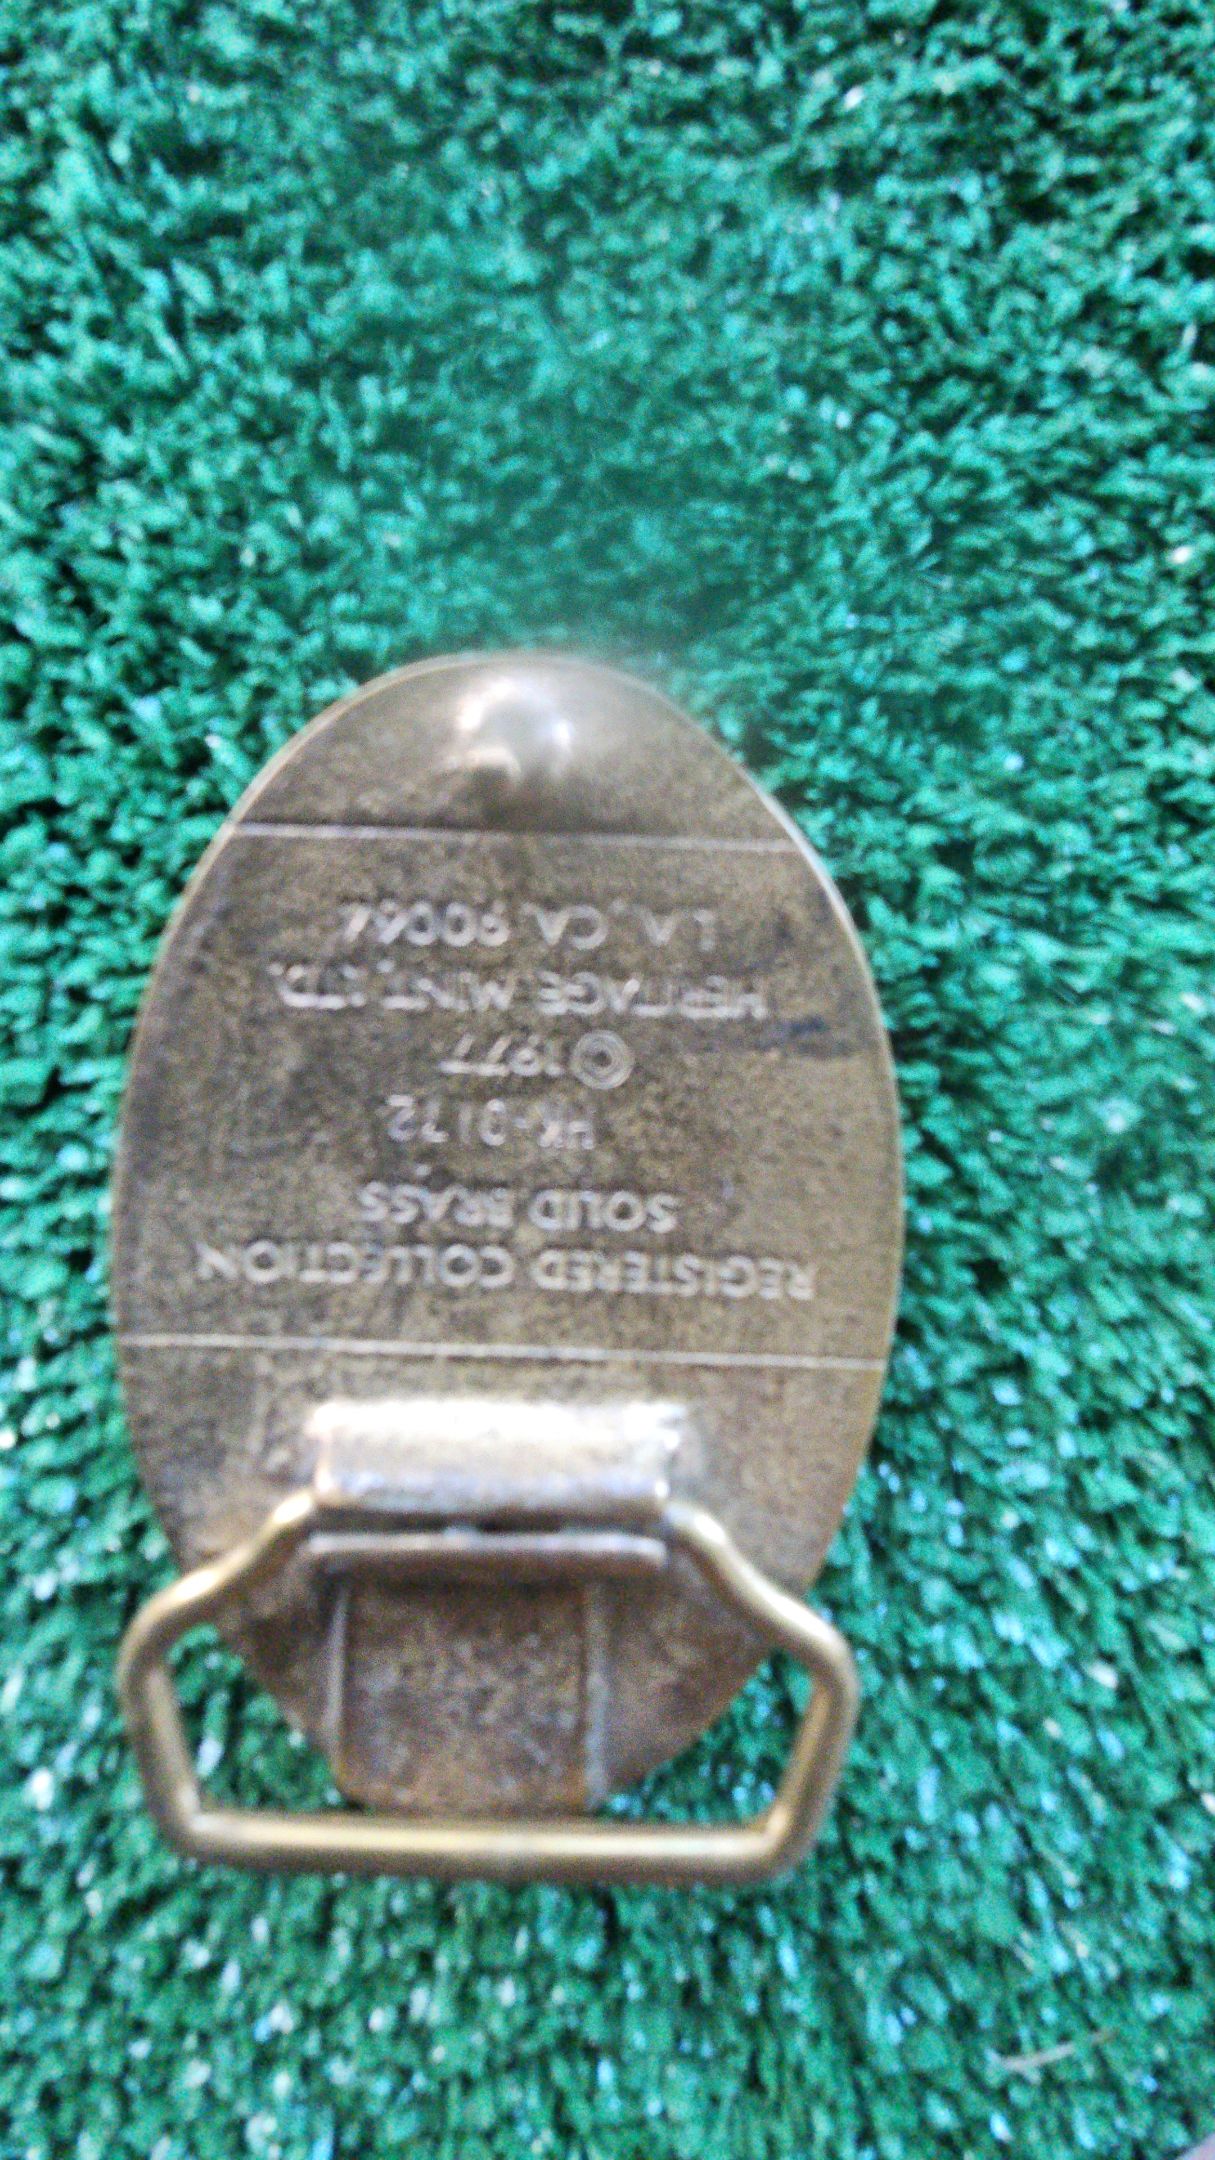 REGISTERED COLLECTION
SOLID BRASS
HK-0172
©1977
HERITAGE MINT, LTD.
L.A., CA. 90064